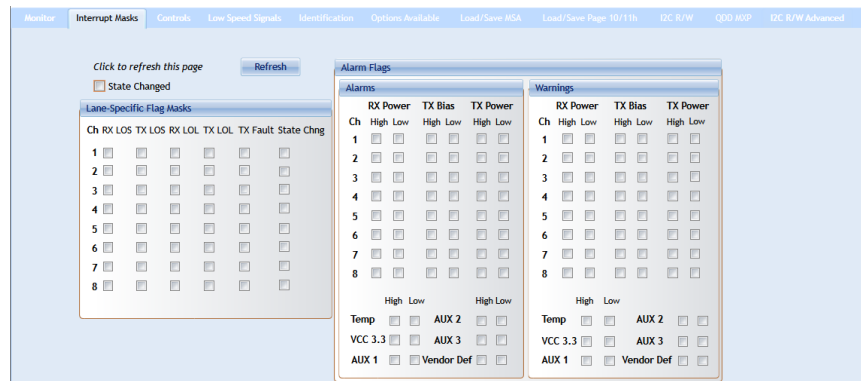 Monitor Interrupt Masks Controls Low Speed Signals Identification Options Available Load/Save MSA Load/Save Page 10/11h I2C R/W QDD MXP I2C R/W Advanced
Click to refresh this page Refresh
State Changed
Lane-Specific Flag Masks
Ch RX LOS TX LOS RX LOL TX LOL TX Fault State Chng
1
2
3
4
5
6
7
8
Alarm Flags
Alarms
RX Power TX Bias TX Power
Ch High Low High Low High Low
1
2
3
4
5
6
7
8
High Low High Low
Temp AUX 2
VCC 3.3 AUX 3
AUX 1 Vendor Def
Warnings
RX Power TX Bias TX Power
Ch High Low High Low High Low
1
2
3
4
5
6
7
8
High Low
Temp AUX 2
VCC 3.3 AUX 3
AUX 1 Vendor Def